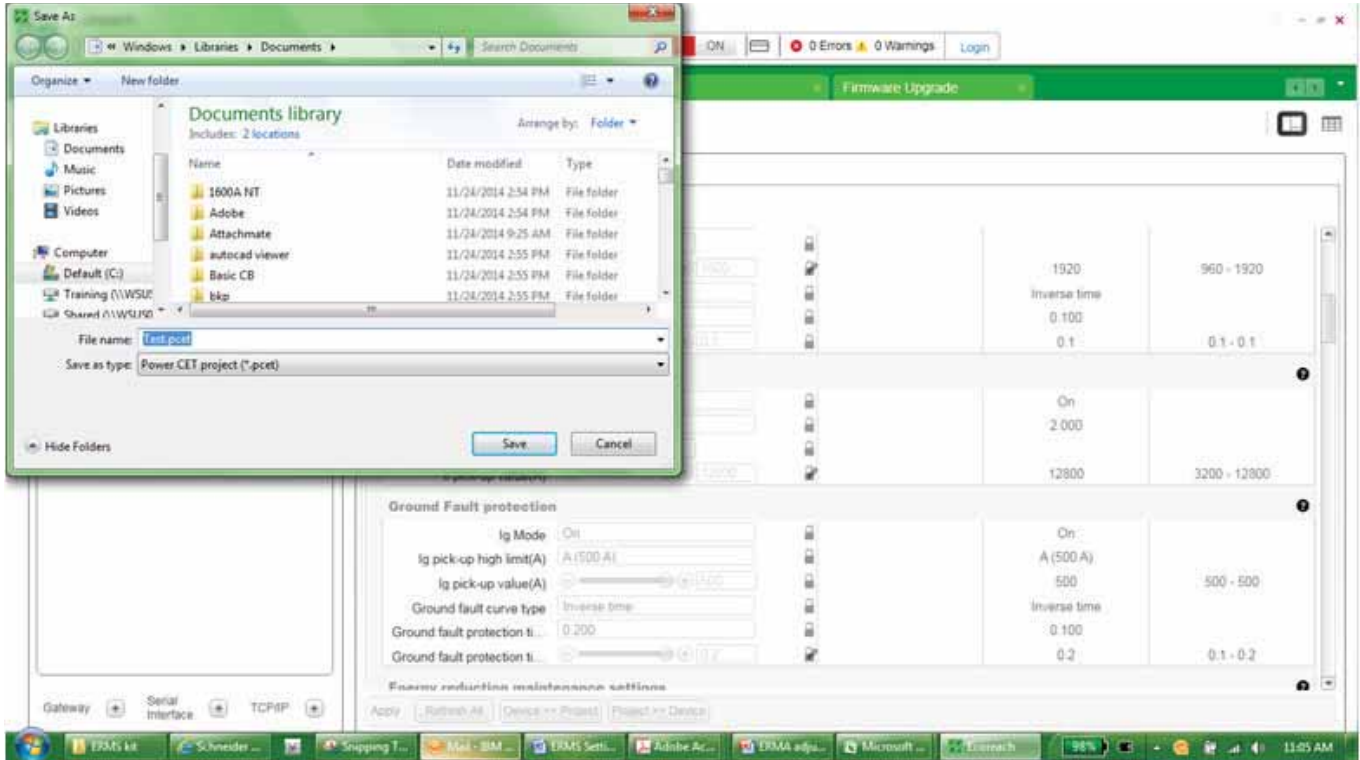 Save As
Windows ▸ Libraries ▸ Documents ▸
Search Documents
ON
0 Errors
0 Warnings
Login
Organize
New folder
Firmware Upgrade
Libraries
Documents
Music
Pictures
Videos
Computer
Default (C:)
Training (\\WSUS
Shared (\\WSUS0
Documents library
Includes: 2 locations
Arrange by: Folder
Name Date modified Type
1600A NT 11/24/2014 2:54 PM File folder
Adobe 11/24/2014 2:54 PM File folder
Attachmate 11/24/2014 9:25 AM File folder
autocad viewer 11/24/2014 2:55 PM File folder
Basic CB 11/24/2014 2:55 PM File folder
bkp 11/24/2014 2:55 PM File folder
File name: Test.pcet
Save as type: Power CET project (*.pcet)
Hide Folders
Save
Cancel
1920 960 - 1920
Inverse time
0.100
0.1 0.1 - 0.1
On
2.000
12800 3200 - 12800
Ground Fault protection
Ig Mode On On
Ig pick-up high limit(A) A (500 A) A (500 A)
Ig pick-up value(A) 500 500 - 500
Ground fault curve type Inverse time Inverse time
Ground fault protection ti... 0.200 0.100
Ground fault protection ti... 0.2 0.2 0.1 - 0.2
Energy reduction maintenance settings
Gateway
Serial Interface
TCP/IP
Apply Refresh All Device >> Project Project >> Device
ERMS kit
Schneider ...
Snipping T...
Mail - IBM ...
ERMS Setti...
Adobe Ac...
ERMA adju...
Microsoft ...
Ecoreach
98%
11:05 AM